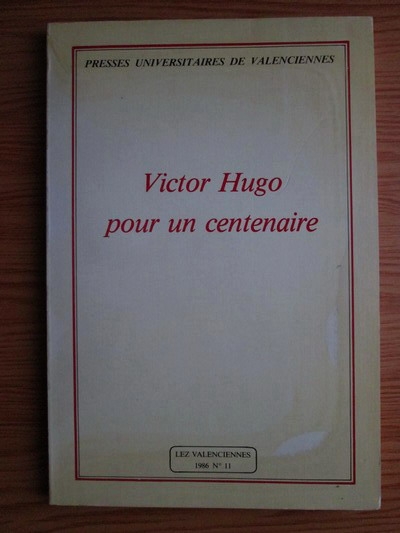 PRESSES UNIVERSITAIRES DE VALENCIENNES
Victor Hugo
pour un centenaire
LEZ VALENCIENNES
1986 N° 11